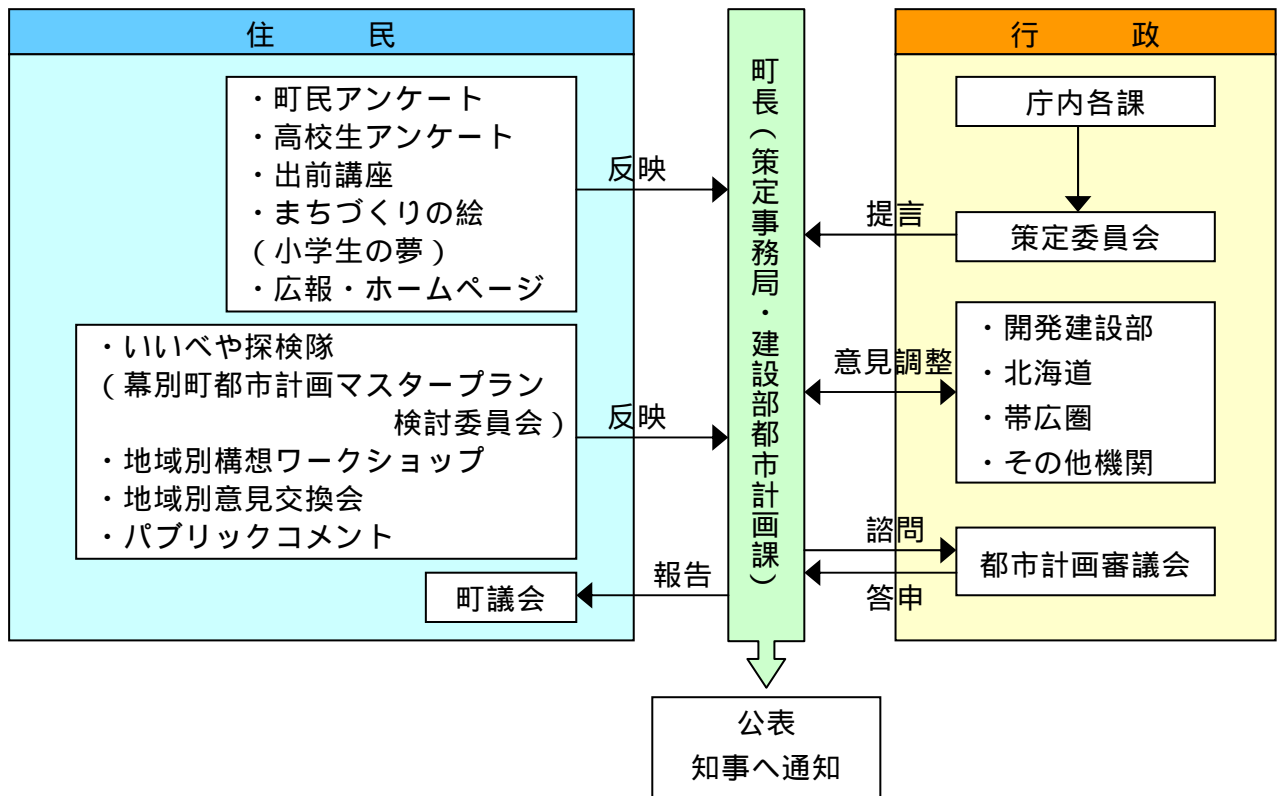 住　　民
・町民アンケート
・高校生アンケート
・出前講座
・まちづくりの絵
（小学生の夢）
・広報・ホームページ
反映
・いいべや探検隊
（幕別町都市計画マスタープラン
検討委員会）
・地域別構想ワークショップ
・地域別意見交換会
・パブリックコメント
反映
町議会
報告
町長（策定事務局・建設部都市計画課）
行　　政
庁内各課
策定委員会
提言
意見調整
・開発建設部
・北海道
・帯広圏
・その他機関
諮問
都市計画審議会
答申
公表
知事へ通知